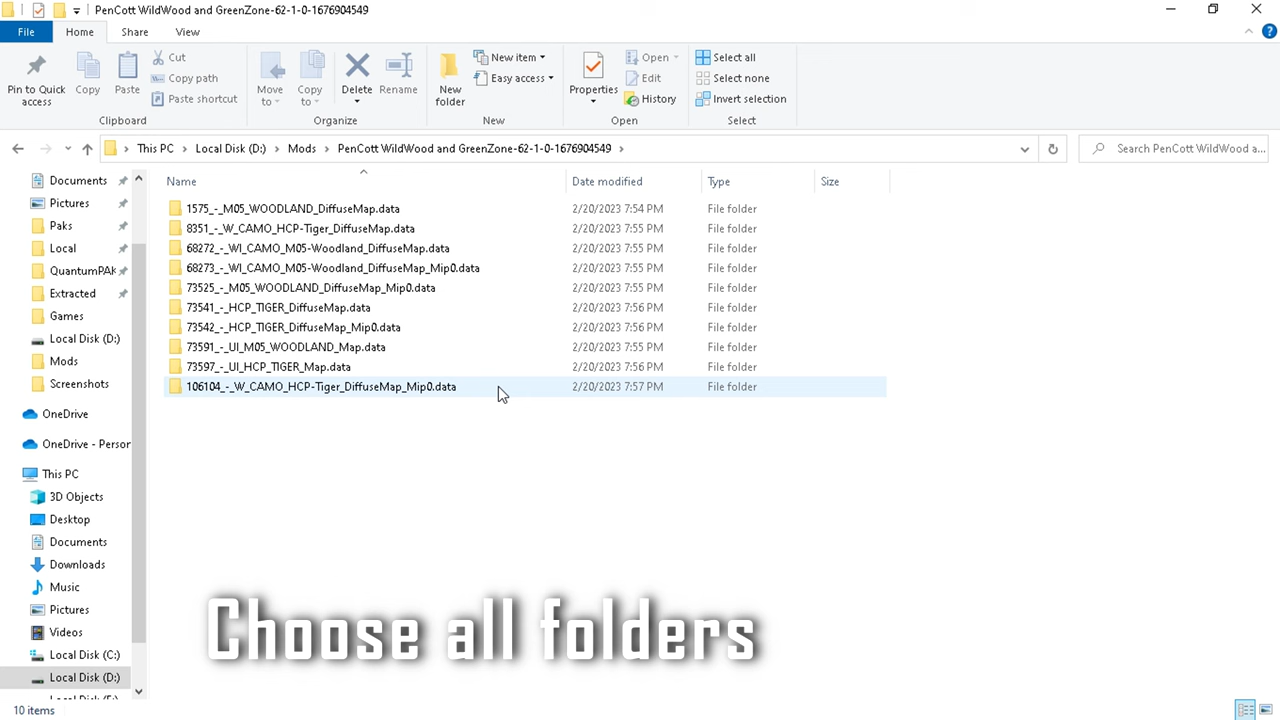 PenCott WildWood and GreenZone-62-1-0-1676904549
File Home Share View
Pin to Quick access
Copy
Paste
Cut
Copy path
Paste shortcut
Clipboard
Move to
Copy to
Delete
Rename
Organize
New folder
New item
Easy access
New
Properties
Open
Edit
History
Open
Select all
Select none
Invert selection
Select
This PC Local Disk (D:) Mods PenCott WildWood and GreenZone-62-1-0-1676904549
Search PenCott WildWood a...
Name Date modified Type Size
1575_-_M05_WOODLAND_DiffuseMap.data 2/20/2023 7:54 PM File folder
8351_-_W_CAMO_HCP-Tiger_DiffuseMap.data 2/20/2023 7:55 PM File folder
68272_-_WI_CAMO_M05-Woodland_DiffuseMap.data 2/20/2023 7:55 PM File folder
68273_-_WI_CAMO_M05-Woodland_DiffuseMap_Mip0.data 2/20/2023 7:55 PM File folder
73525_-_M05_WOODLAND_DiffuseMap_Mip0.data 2/20/2023 7:55 PM File folder
73541_-_HCP_TIGER_DiffuseMap.data 2/20/2023 7:56 PM File folder
73542_-_HCP_TIGER_DiffuseMap_Mip0.data 2/20/2023 7:56 PM File folder
73591_-_UI_M05_WOODLAND_Map.data 2/20/2023 7:55 PM File folder
73597_-_UI_HCP_TIGER_Map.data 2/20/2023 7:56 PM File folder
106104_-_W_CAMO_HCP-Tiger_DiffuseMap_Mip0.data 2/20/2023 7:57 PM File folder
Documents
Pictures
Paks
Local
QuantumPAK
Extracted
Games
Local Disk (D:)
Mods
Screenshots
OneDrive
OneDrive - Person
This PC
3D Objects
Desktop
Documents
Downloads
Music
Pictures
Videos
Local Disk (C:)
Local Disk (D:)
Choose all folders
10 items